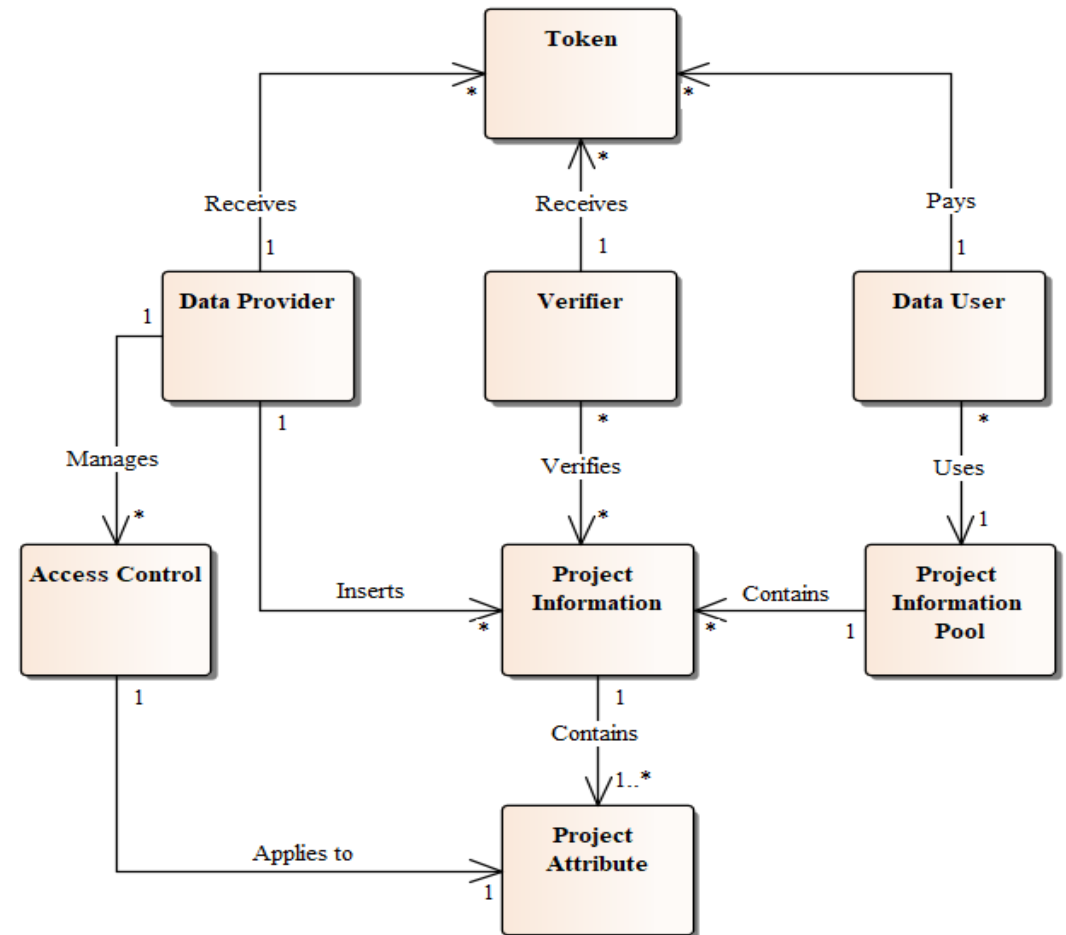 Token
*
*
*
Receives
Receives
Pays
1
1
1
Data Provider
Verifier
Data User
1
1
*
*
Manages
Verifies
Uses
*
*
1
Access Control
Project
Information
Project
Information
Pool
Inserts
Contains
*
*
1
1
1
Contains
1..*
Project
Attribute
Applies to
1